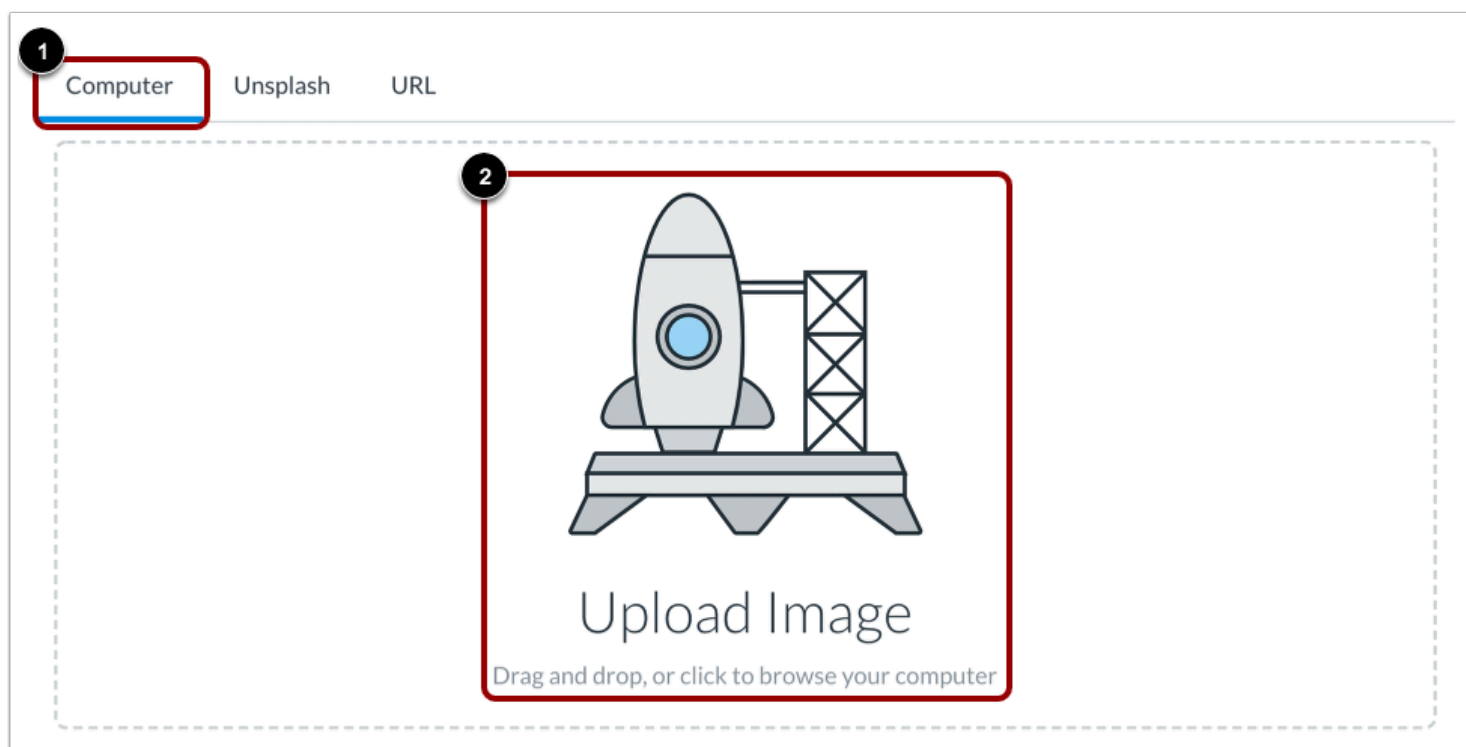 1
Computer Unsplash URL
2
Upload Image
Drag and drop, or click to browse your computer